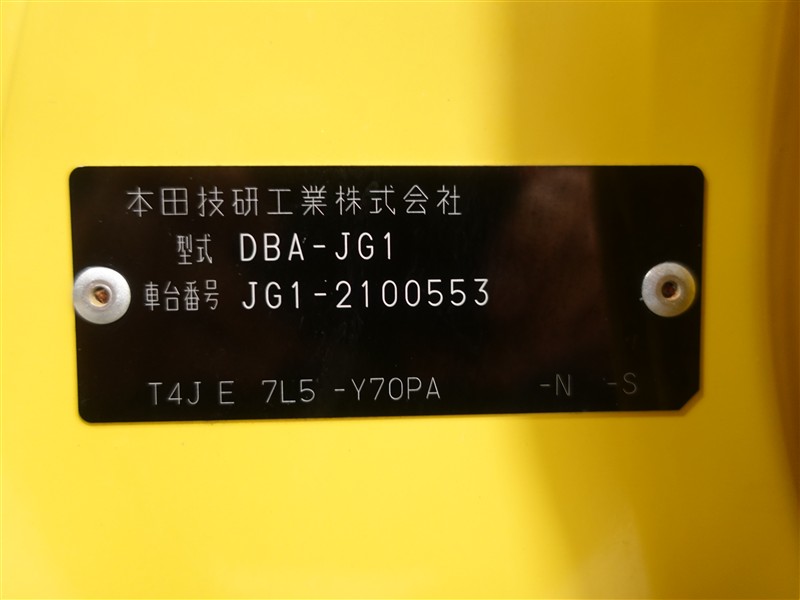 本田技研工業株式会社
型式 DBA-JG1
車台番号 JG1-2100553
T4J E 7L5 -Y70PA -N -S